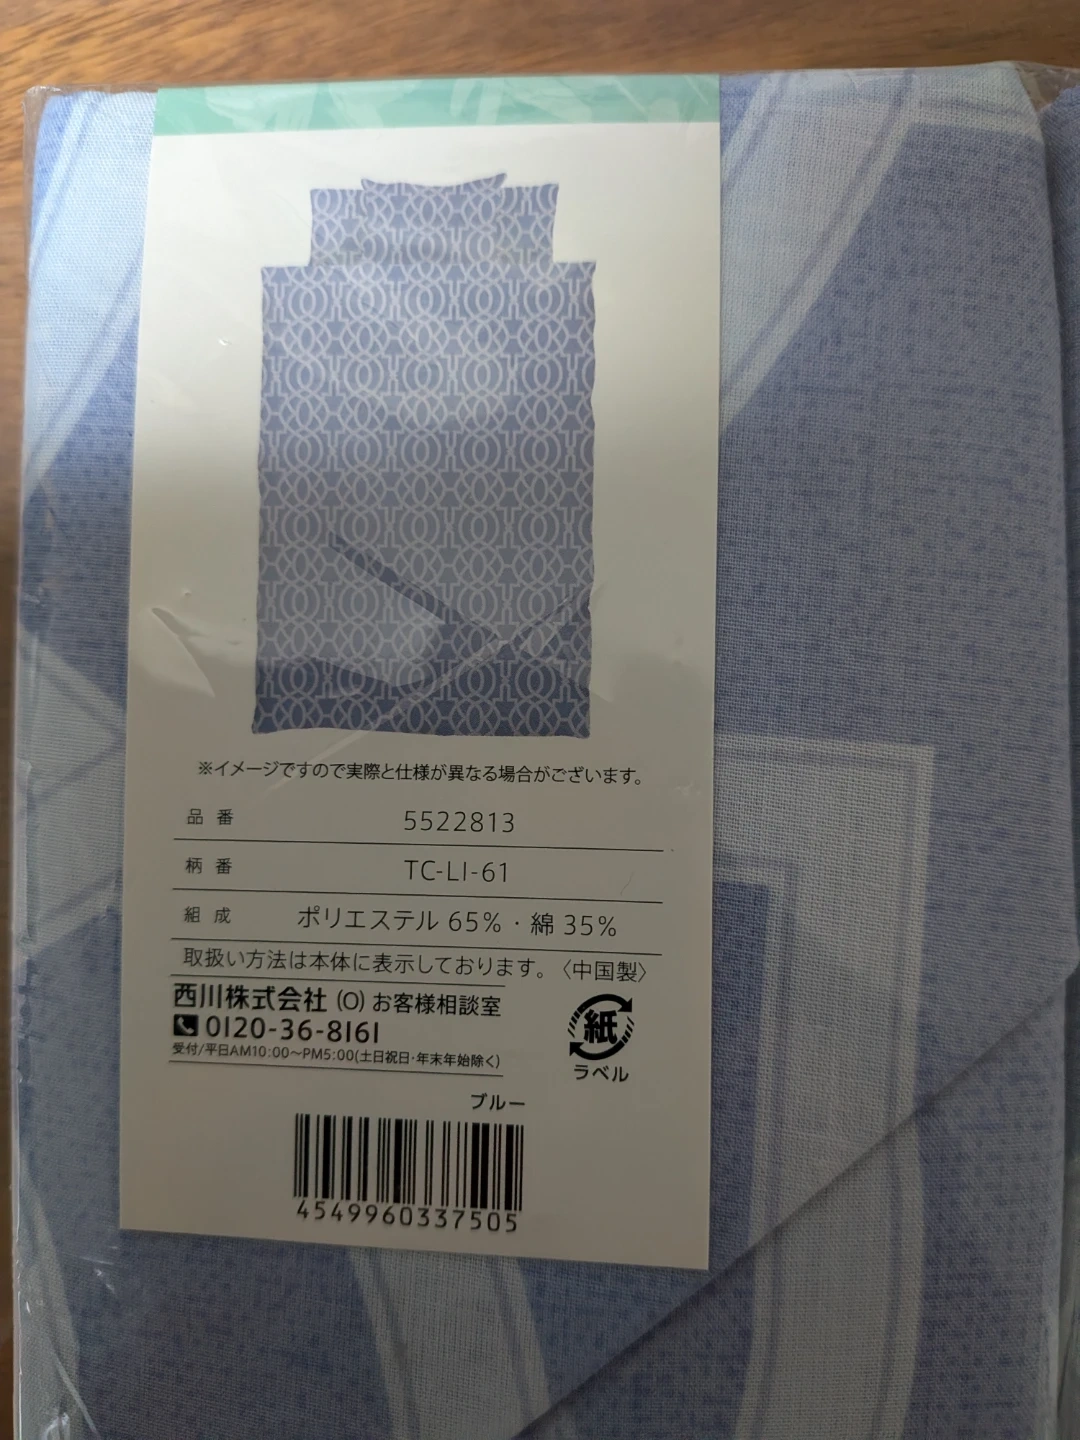 ※イメージですので実際と仕様が異なる場合がございます。
品番 5522813
柄番 TC-LI-61
組成 ポリエステル 65%・綿 35%
取扱い方法は本体に表示しております。〈中国製〉
西川株式会社 (O) お客様相談室
0120-36-8161
受付/平日AM10:00〜PM5:00(土日祝日・年末年始除く)
紙
ラベル
ブルー
4549960337505